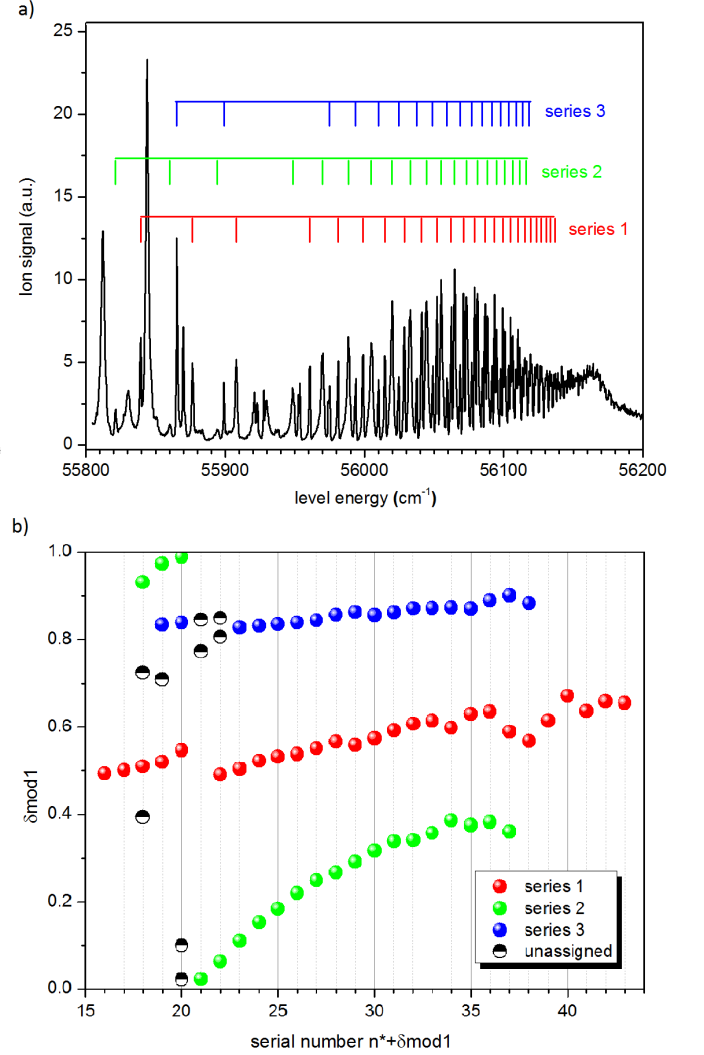 a)
25
20
15
10
5
0
Ion signal (a.u.)
series 3
series 2
series 1
55800
55900
56000
56100
56200
level energy (cm⁻¹)
b)
1.0
0.8
0.6
0.4
0.2
0.0
δmod1
series 1
series 2
series 3
unassigned
15
20
25
30
35
40
serial number n*+δmod1